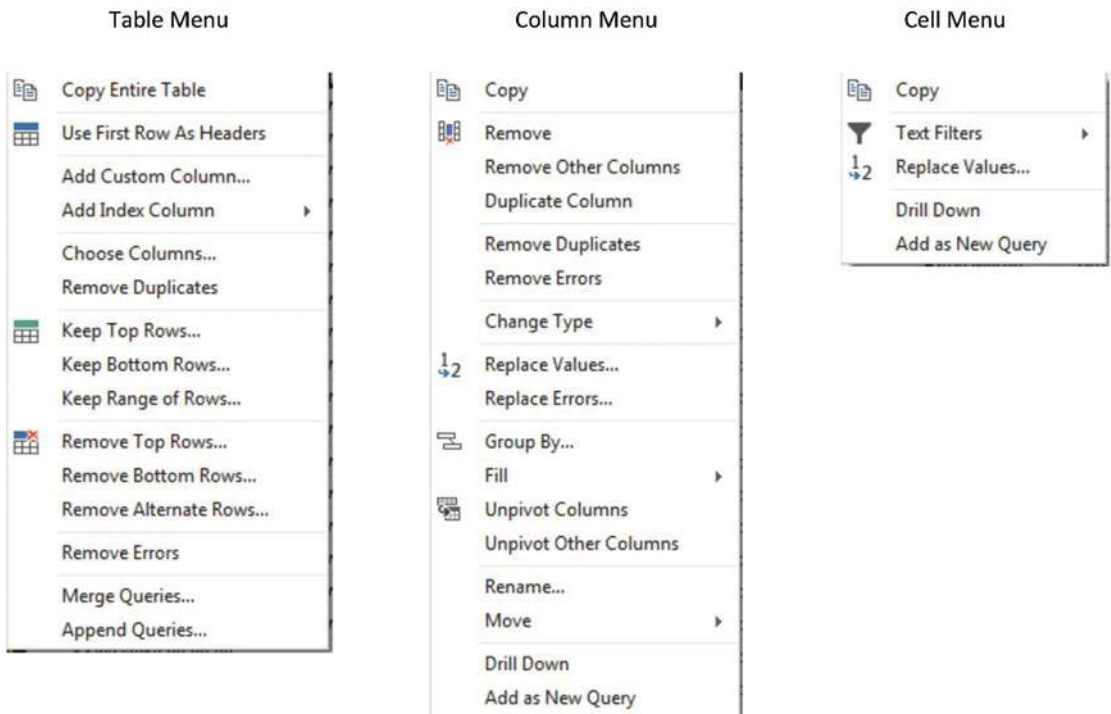 Table Menu
Copy Entire Table
Use First Row As Headers
Add Custom Column...
Add Index Column
Choose Columns...
Remove Duplicates
Keep Top Rows...
Keep Bottom Rows...
Keep Range of Rows...
Remove Top Rows...
Remove Bottom Rows...
Remove Alternate Rows...
Remove Errors
Merge Queries...
Append Queries...
Column Menu
Copy
Remove
Remove Other Columns
Duplicate Column
Remove Duplicates
Remove Errors
Change Type
1
2
Replace Values...
Replace Errors...
Group By...
Fill
Unpivot Columns
Unpivot Other Columns
Rename...
Move
Drill Down
Add as New Query
Cell Menu
Copy
Text Filters
1
2
Replace Values...
Drill Down
Add as New Query